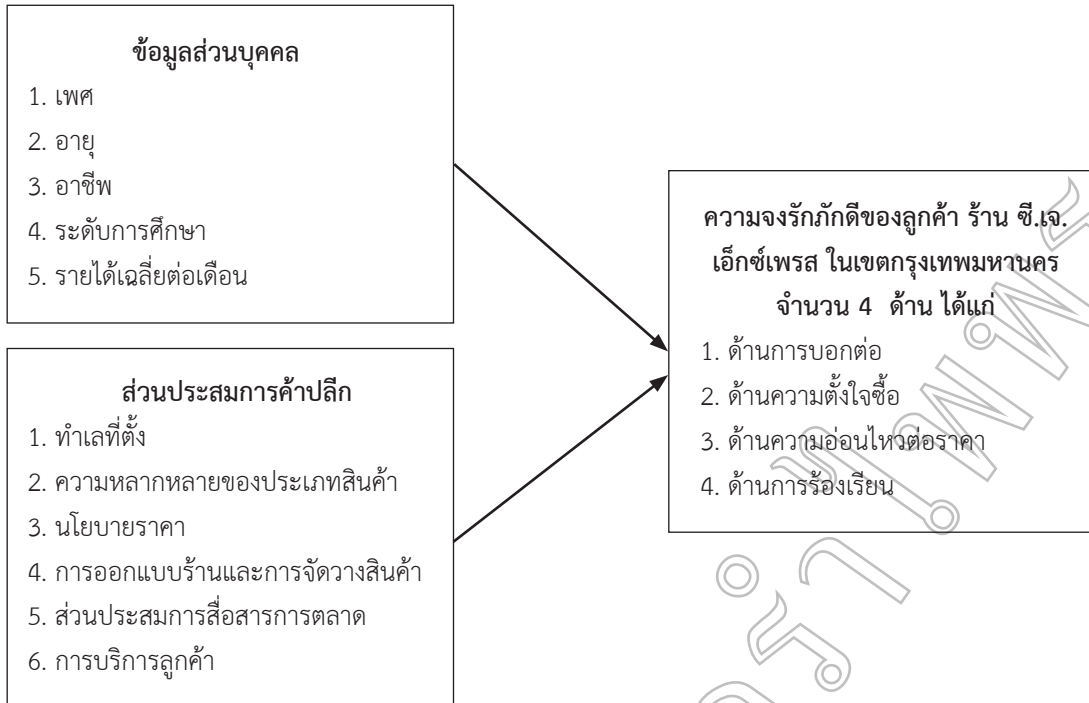 ข้อมูลส่วนบุคคล
1. เพศ
2. อายุ
3. อาชีพ
4. ระดับการศึกษา
5. รายได้เฉลี่ยต่อเดือน
ส่วนประสมการค้าปลีก
1. ทำเลที่ตั้ง
2. ความหลากหลายของประเภทสินค้า
3. นโยบายราคา
4. การออกแบบร้านและการจัดวางสินค้า
5. ส่วนประสมการสื่อสารการตลาด
6. การบริการลูกค้า
ความจงรักภักดีของลูกค้า ร้าน ซี.เจ.
เอ็กซ์เพรส ในเขตกรุงเทพมหานคร
จำนวน 4 ด้าน ได้แก่
1. ด้านการบอกต่อ
2. ด้านความตั้งใจซื้อ
3. ด้านความอ่อนไหวต่อราคา
4. ด้านการร้องเรียน